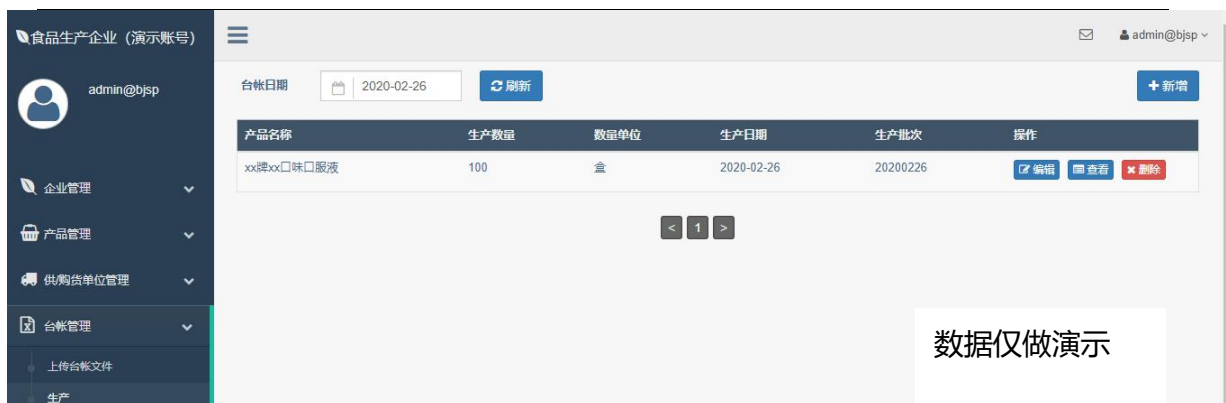 食品生产企业（演示账号）
admin@bjsp
admin@bjsp
台帐日期 2020-02-26 刷新 新增
产品名称 生产数量 数量单位 生产日期 生产批次 操作
xx牌xx口味口服液 100 盒 2020-02-26 20200226 编辑 查看 删除
< 1 >
企业管理
产品管理
供/购货单位管理
台帐管理
上传台帐文件
生产
数据仅做演示